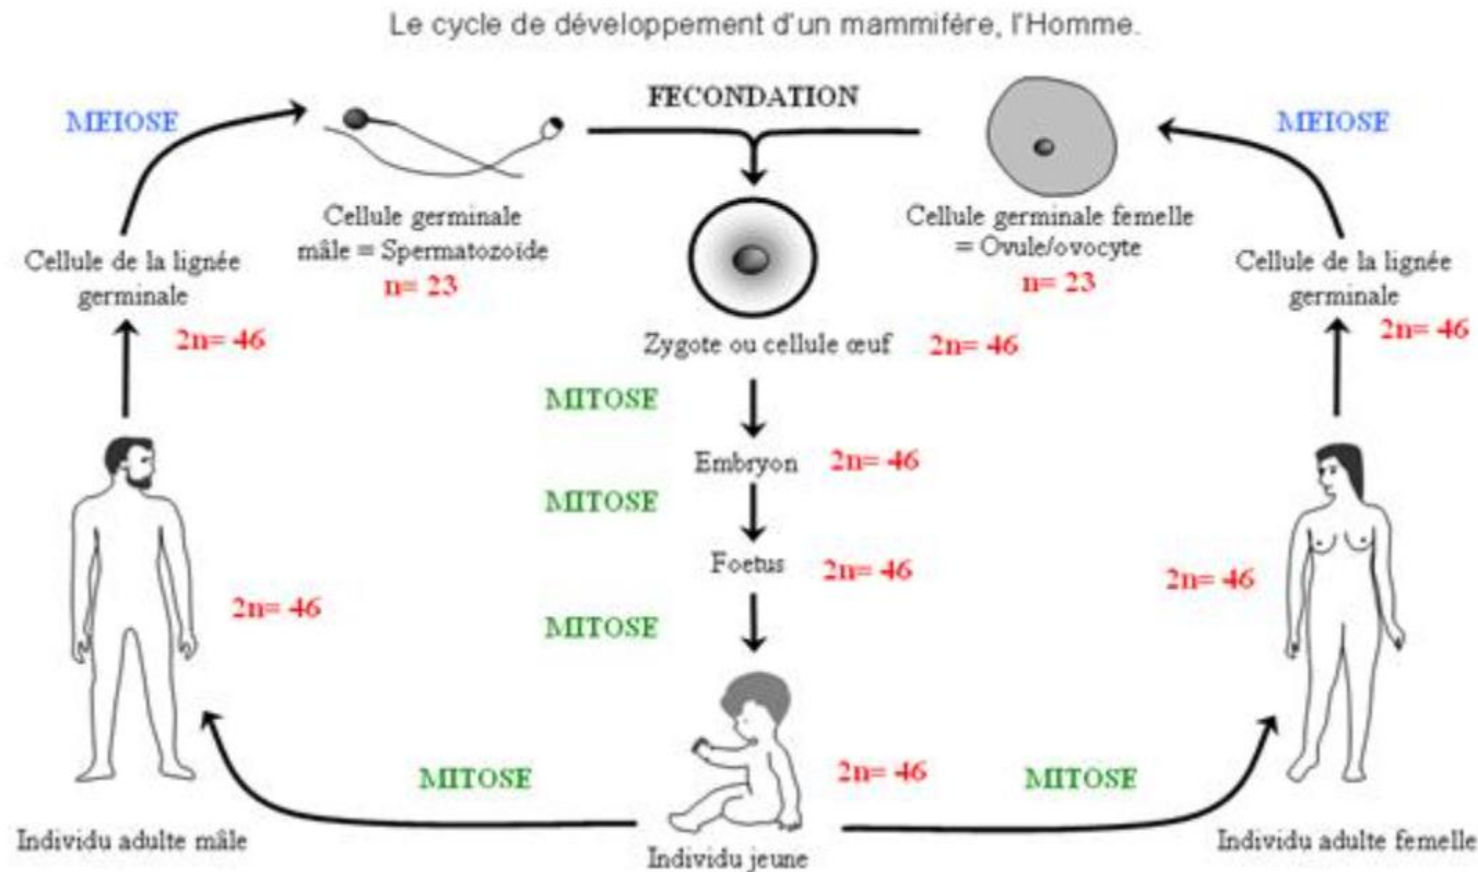 Le cycle de développement d'un mammifére, l'Homme.
MEIOSE
FECONDATION
MEIOSE
Cellule germinale
mâle = Spermatozoïde
n= 23
Cellule germinale femelle
= Ovule/ovocyte
n= 23
Cellule de la lignée
germinale
2n= 46
Cellule de la lignée
germinale
2n= 46
Zygote ou cellule œuf 2n= 46
MITOSE
Embryon 2n= 46
MITOSE
Foetus 2n= 46
MITOSE
2n= 46
2n= 46
MITOSE
2n= 46
MITOSE
Individu adulte mâle
Individu jeune
Individu adulte femelle